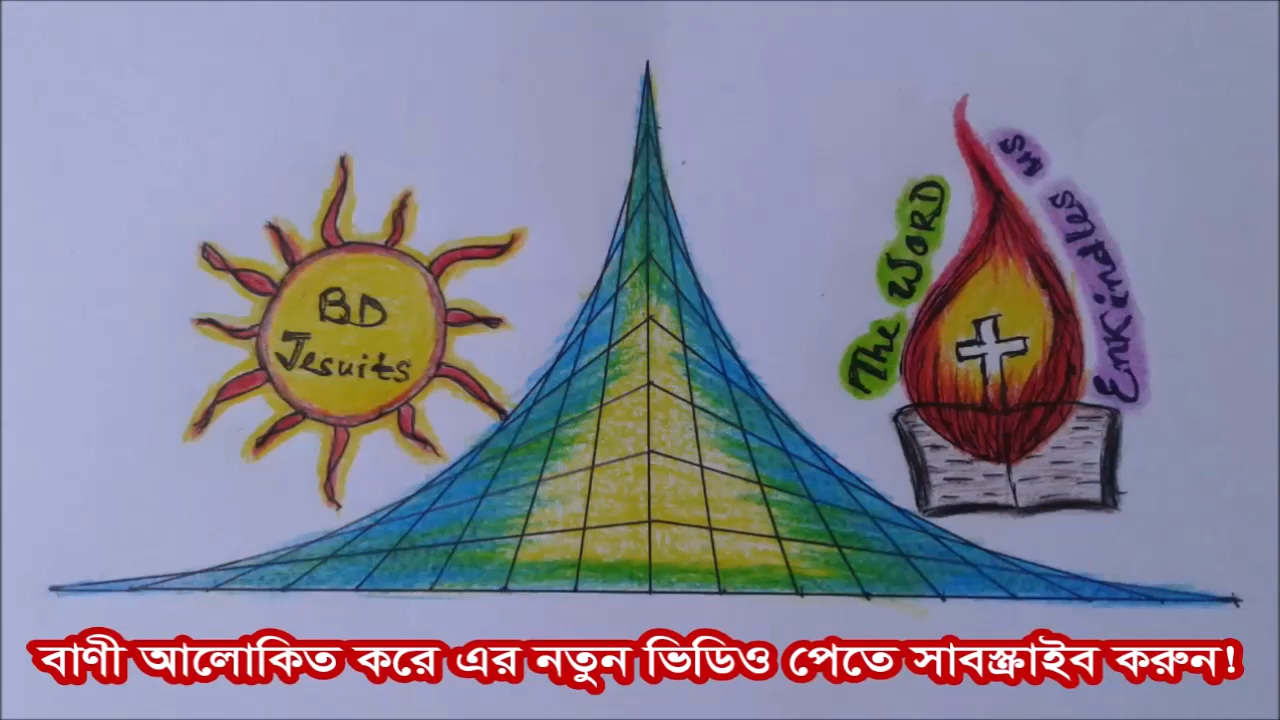 BD
Jesuits
The WORD
Enkindles us
বাণী আলোকিত করে এর নতুন ভিডিও পেতে সাবস্ক্রাইব করুন!